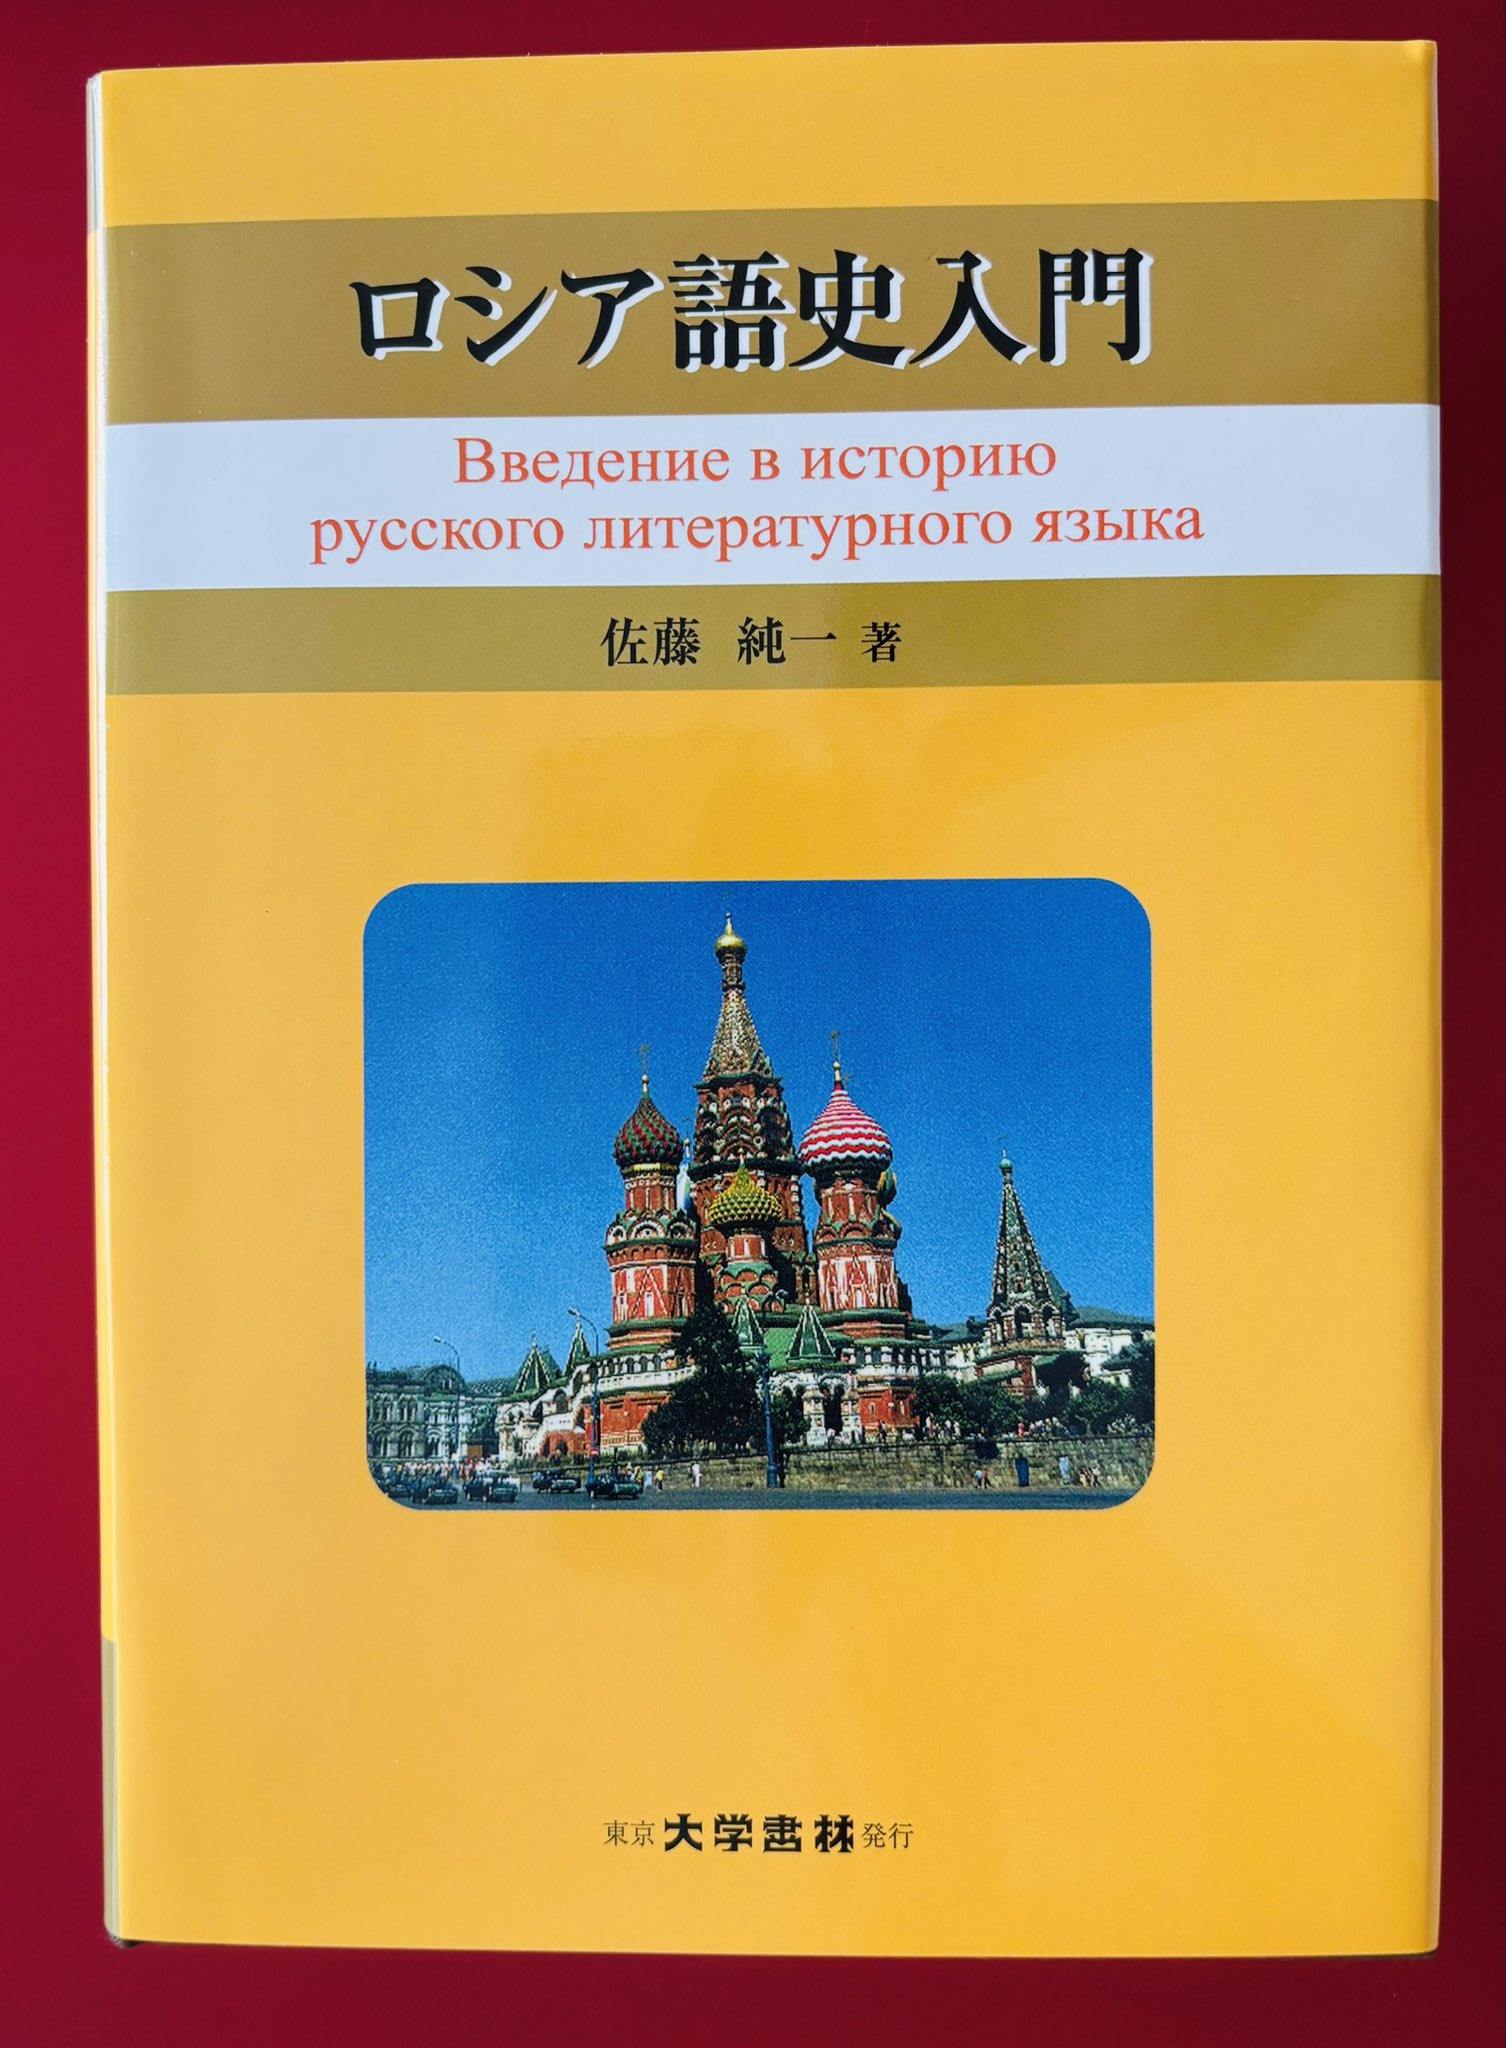 ロシア語史入門
Введение в историю
русского литературного языка
佐藤 純一 著
東京 大学書林 発行